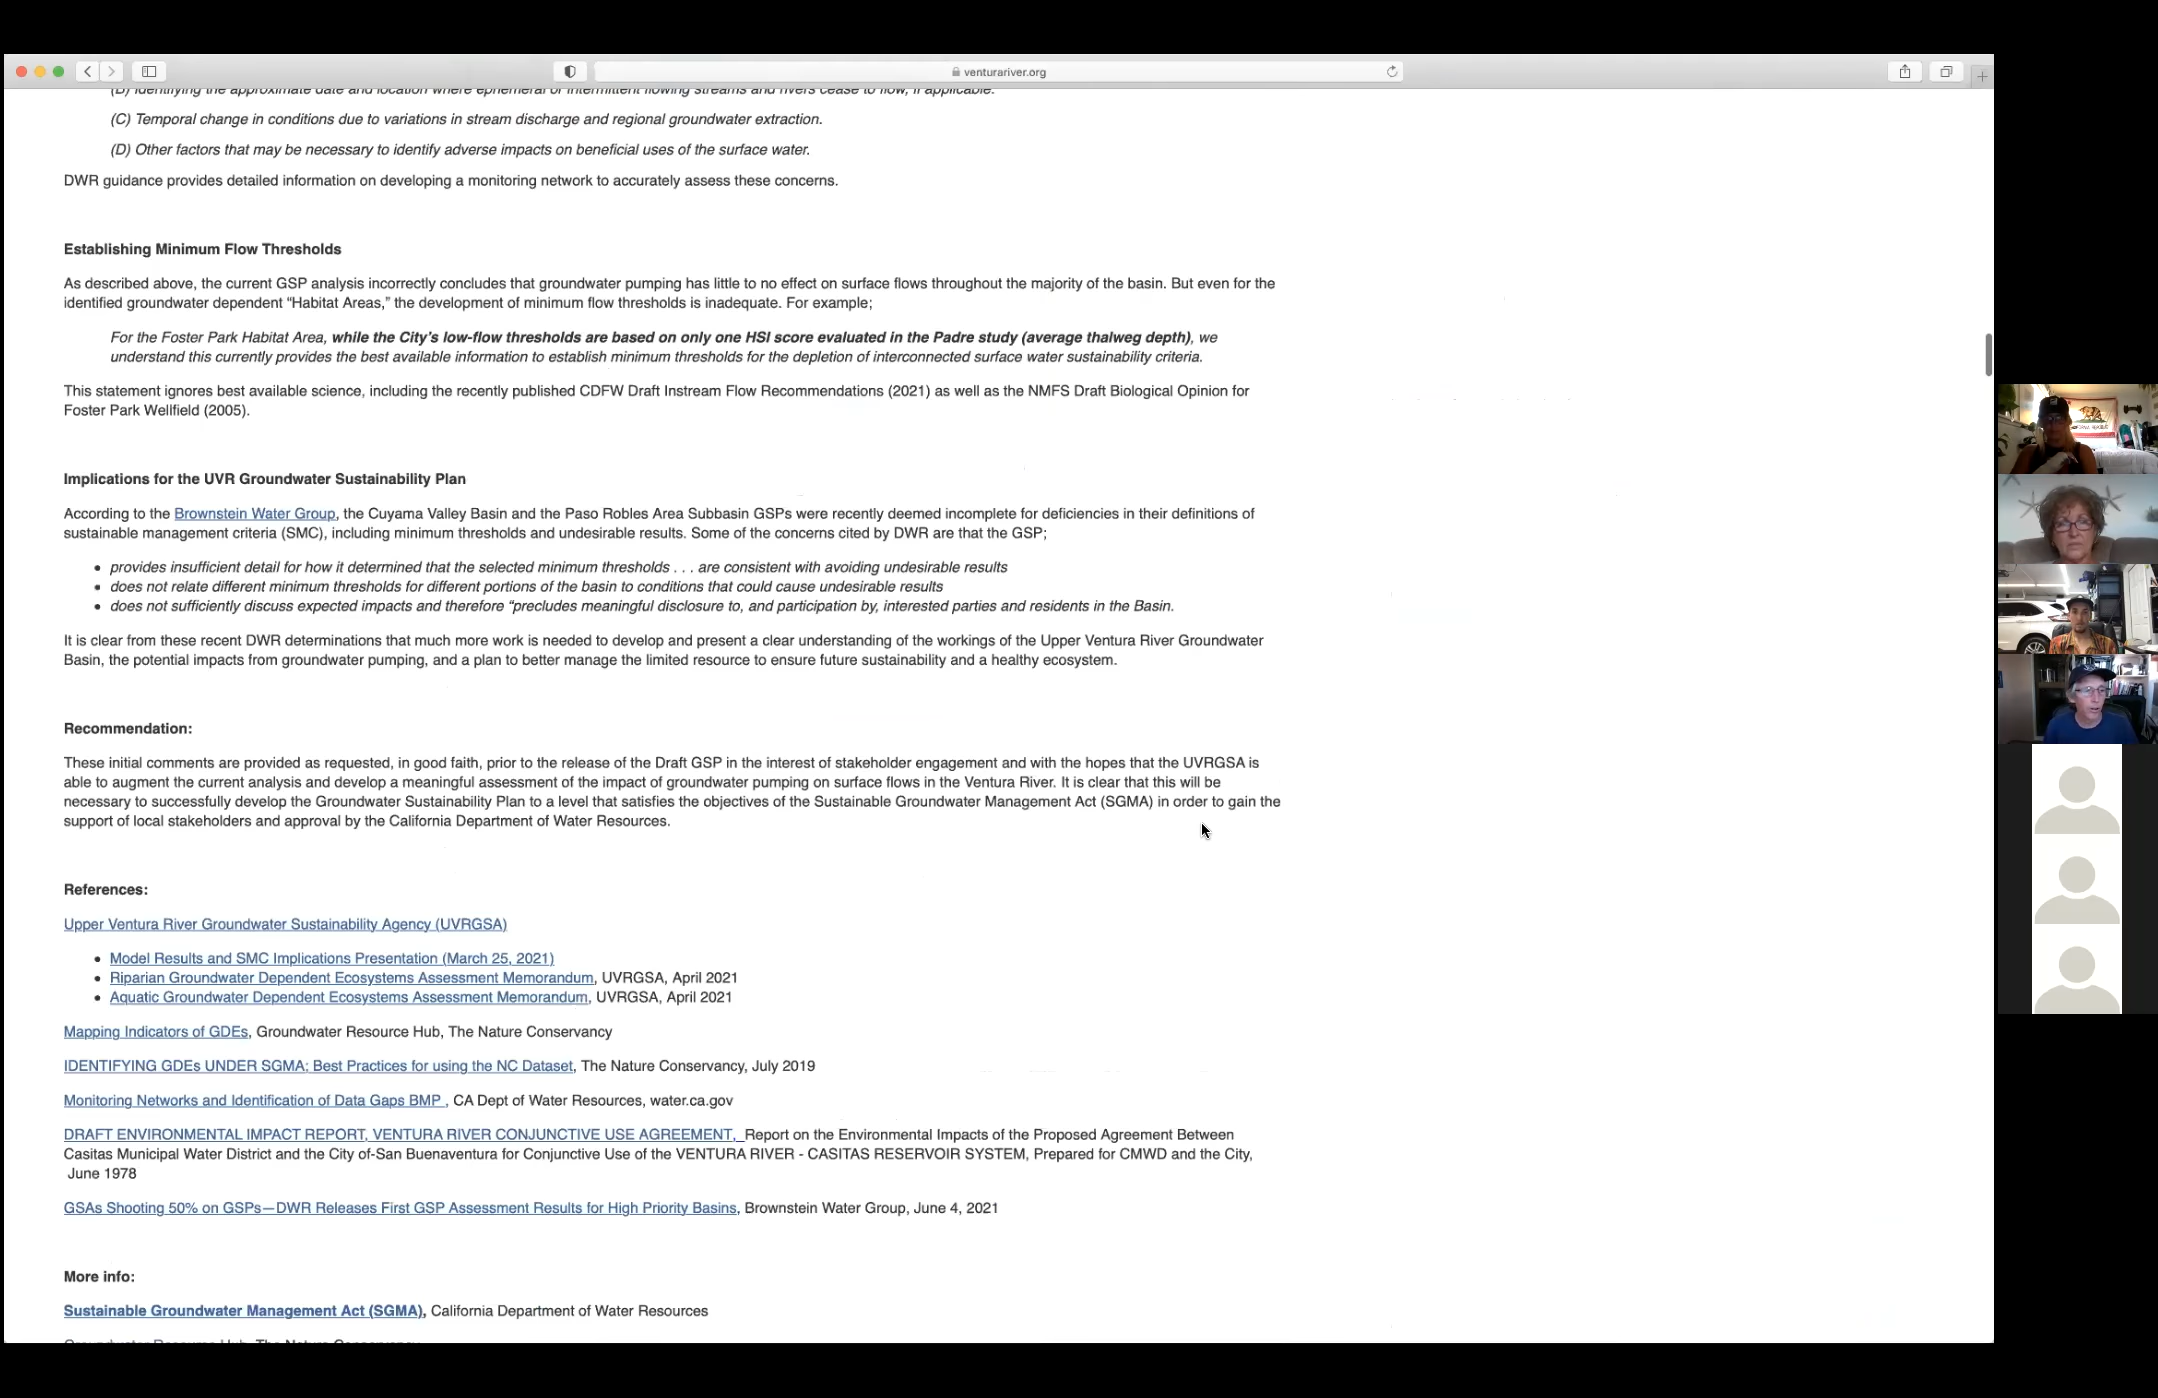 venturariver.org
(B) Identifying the approximate date and location where ephemeral or intermittent flowing streams and rivers cease to flow, if applicable.
(C) Temporal change in conditions due to variations in stream discharge and regional groundwater extraction.
(D) Other factors that may be necessary to identify adverse impacts on beneficial uses of the surface water.
DWR guidance provides detailed information on developing a monitoring network to accurately assess these concerns.
Establishing Minimum Flow Thresholds
As described above, the current GSP analysis incorrectly concludes that groundwater pumping has little to no effect on surface flows throughout the majority of the basin. But even for the
identified groundwater dependent “Habitat Areas,” the development of minimum flow thresholds is inadequate. For example;
For the Foster Park Habitat Area, while the City’s low-flow thresholds are based on only one HSI score evaluated in the Padre study (average thalweg depth), we
understand this currently provides the best available information to establish minimum thresholds for the depletion of interconnected surface water sustainability criteria.
This statement ignores best available science, including the recently published CDFW Draft Instream Flow Recommendations (2021) as well as the NMFS Draft Biological Opinion for
Foster Park Wellfield (2005).
Implications for the UVR Groundwater Sustainability Plan
According to the Brownstein Water Group, the Cuyama Valley Basin and the Paso Robles Area Subbasin GSPs were recently deemed incomplete for deficiencies in their definitions of
sustainable management criteria (SMC), including minimum thresholds and undesirable results. Some of the concerns cited by DWR are that the GSP;
• provides insufficient detail for how it determined that the selected minimum thresholds . . . are consistent with avoiding undesirable results
• does not relate different minimum thresholds for different portions of the basin to conditions that could cause undesirable results
• does not sufficiently discuss expected impacts and therefore “precludes meaningful disclosure to, and participation by, interested parties and residents in the Basin.
It is clear from these recent DWR determinations that much more work is needed to develop and present a clear understanding of the workings of the Upper Ventura River Groundwater
Basin, the potential impacts from groundwater pumping, and a plan to better manage the limited resource to ensure future sustainability and a healthy ecosystem.
Recommendation:
These initial comments are provided as requested, in good faith, prior to the release of the Draft GSP in the interest of stakeholder engagement and with the hopes that the UVRGSA is
able to augment the current analysis and develop a meaningful assessment of the impact of groundwater pumping on surface flows in the Ventura River. It is clear that this will be
necessary to successfully develop the Groundwater Sustainability Plan to a level that satisfies the objectives of the Sustainable Groundwater Management Act (SGMA) in order to gain the
support of local stakeholders and approval by the California Department of Water Resources.
References:
Upper Ventura River Groundwater Sustainability Agency (UVRGSA)
• Model Results and SMC Implications Presentation (March 25, 2021)
• Riparian Groundwater Dependent Ecosystems Assessment Memorandum, UVRGSA, April 2021
• Aquatic Groundwater Dependent Ecosystems Assessment Memorandum, UVRGSA, April 2021
Mapping Indicators of GDEs, Groundwater Resource Hub, The Nature Conservancy
IDENTIFYING GDEs UNDER SGMA: Best Practices for using the NC Dataset, The Nature Conservancy, July 2019
Monitoring Networks and Identification of Data Gaps BMP , CA Dept of Water Resources, water.ca.gov
DRAFT ENVIRONMENTAL IMPACT REPORT, VENTURA RIVER CONJUNCTIVE USE AGREEMENT, Report on the Environmental Impacts of the Proposed Agreement Between
Casitas Municipal Water District and the City of-San Buenaventura for Conjunctive Use of the VENTURA RIVER - CASITAS RESERVOIR SYSTEM, Prepared for CMWD and the City,
June 1978
GSAs Shooting 50% on GSPs—DWR Releases First GSP Assessment Results for High Priority Basins, Brownstein Water Group, June 4, 2021
More info:
Sustainable Groundwater Management Act (SGMA), California Department of Water Resources
Groundwater Resource Hub, The Nature Conservancy